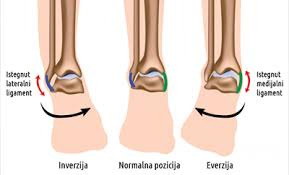 Istegnut
lateralni
ligament
Istegnut
medijalni
ligament
Inverzija
Normalna pozicija
Everzija